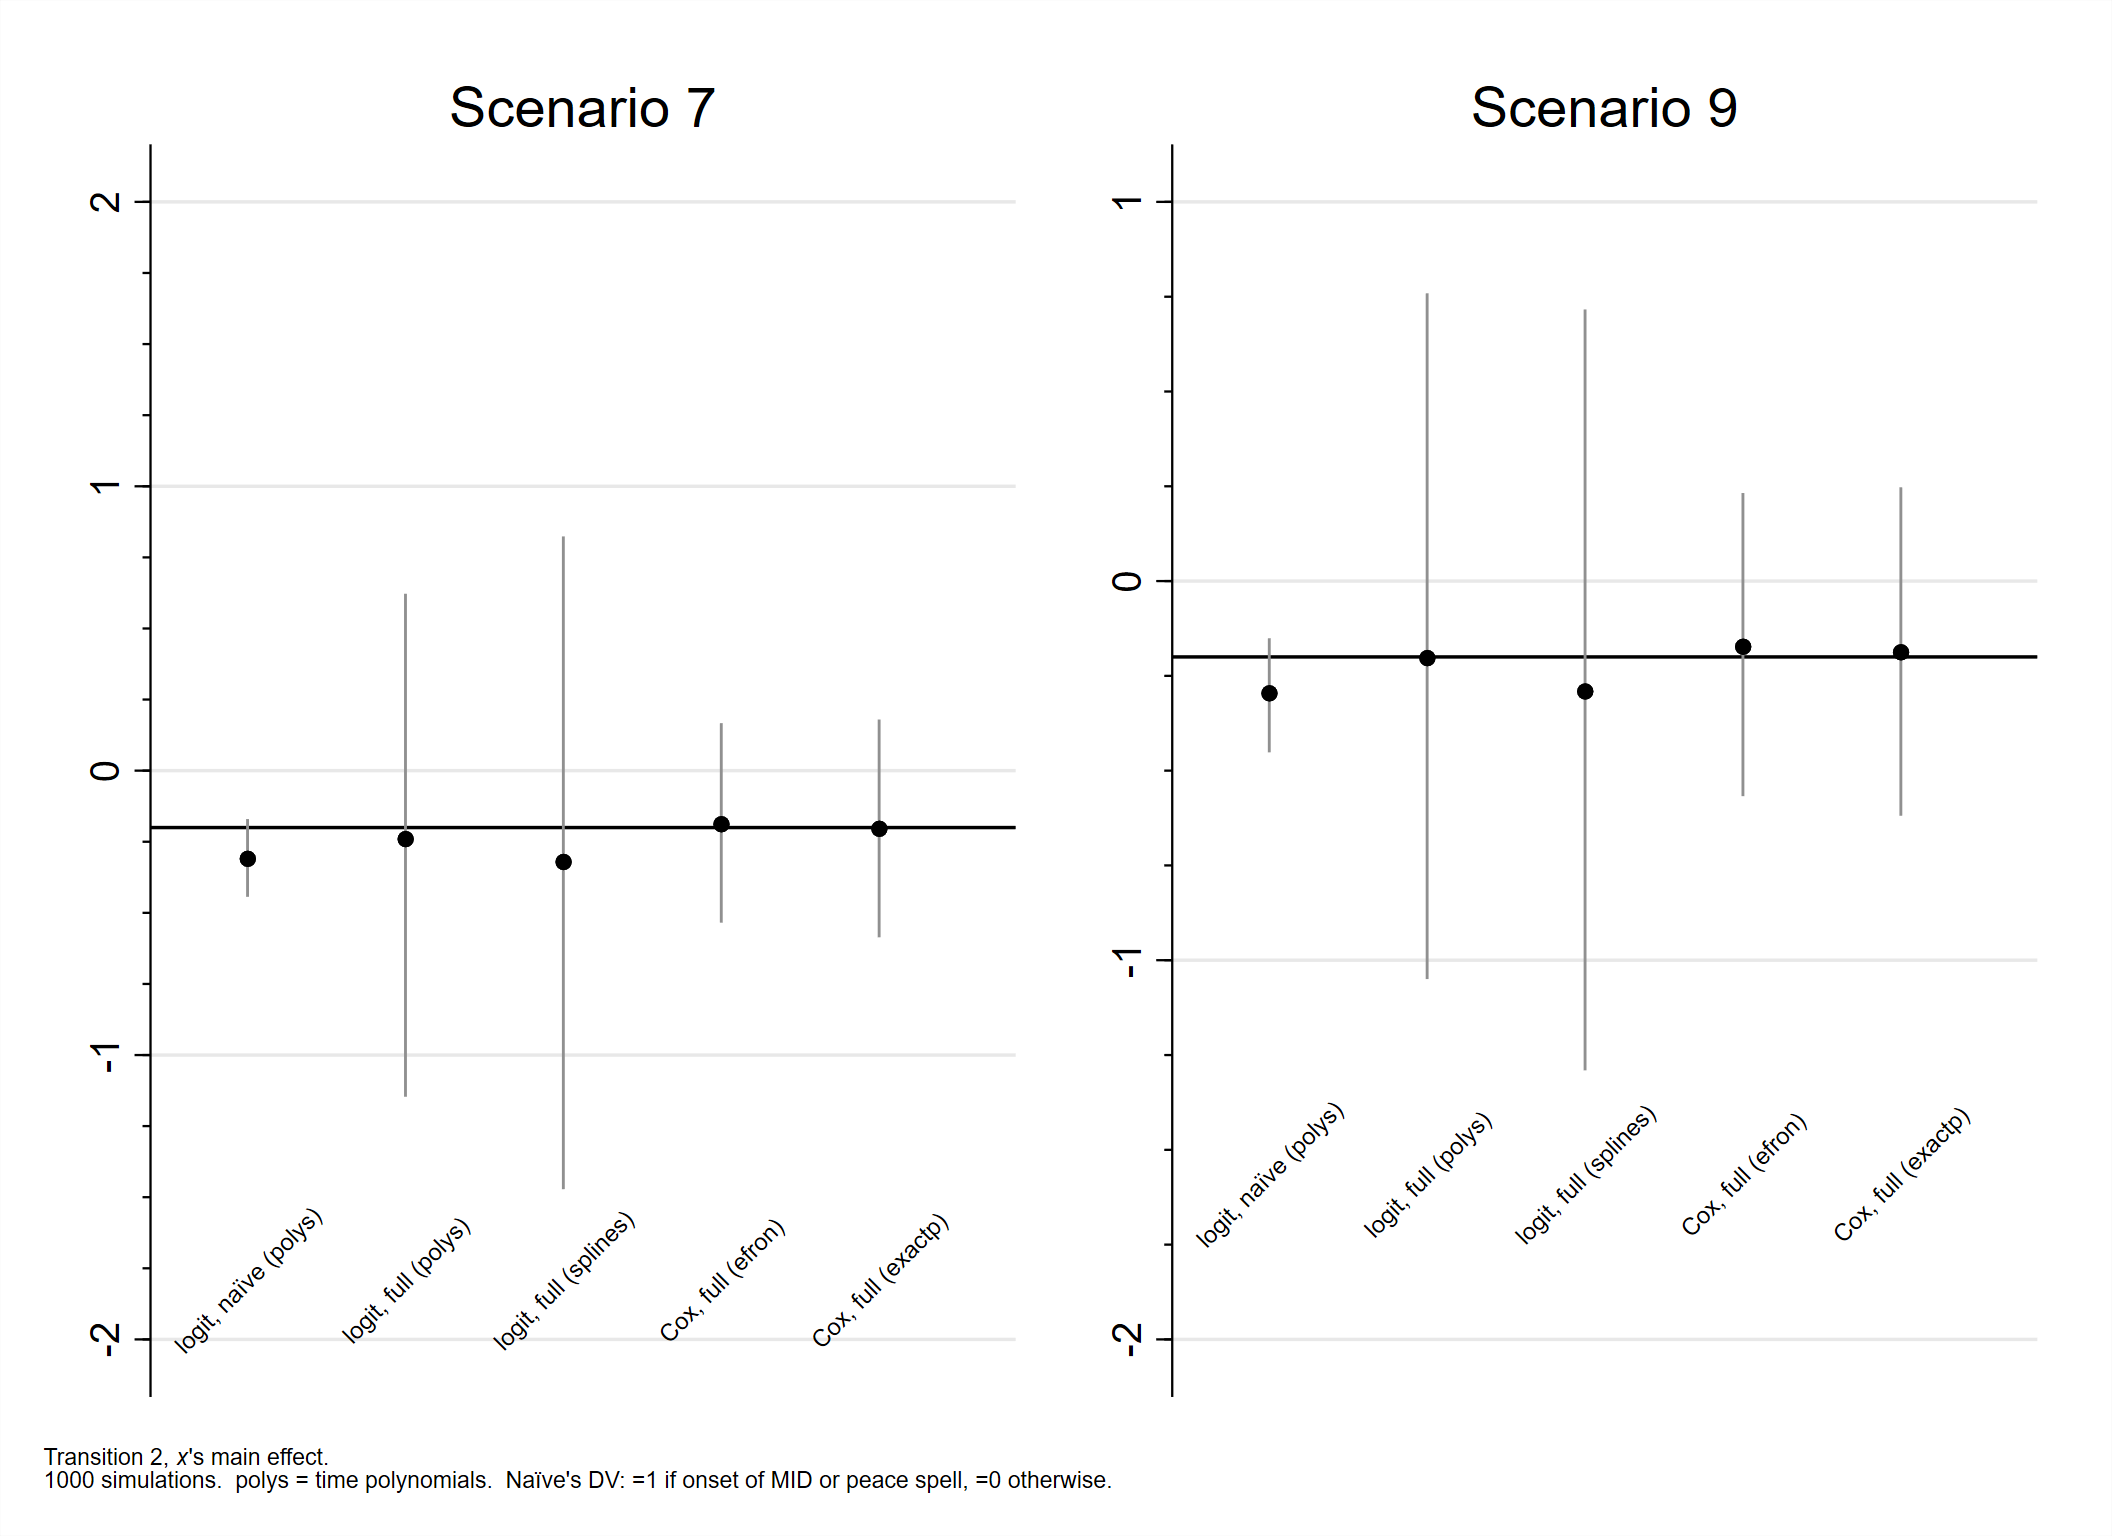 Scenario 7
2
1
0
-1
-2
logit, naïve (polys)
logit, full (polys)
logit, full (splines)
Cox, full (efron)
Cox, full (exactp)
Scenario 9
1
0
-1
-2
logit, naïve (polys)
logit, full (polys)
logit, full (splines)
Cox, full (efron)
Cox, full (exactp)
Transition 2, x's main effect.
1000 simulations.  polys = time polynomials.  Naïve's DV: =1 if onset of MID or peace spell, =0 otherwise.